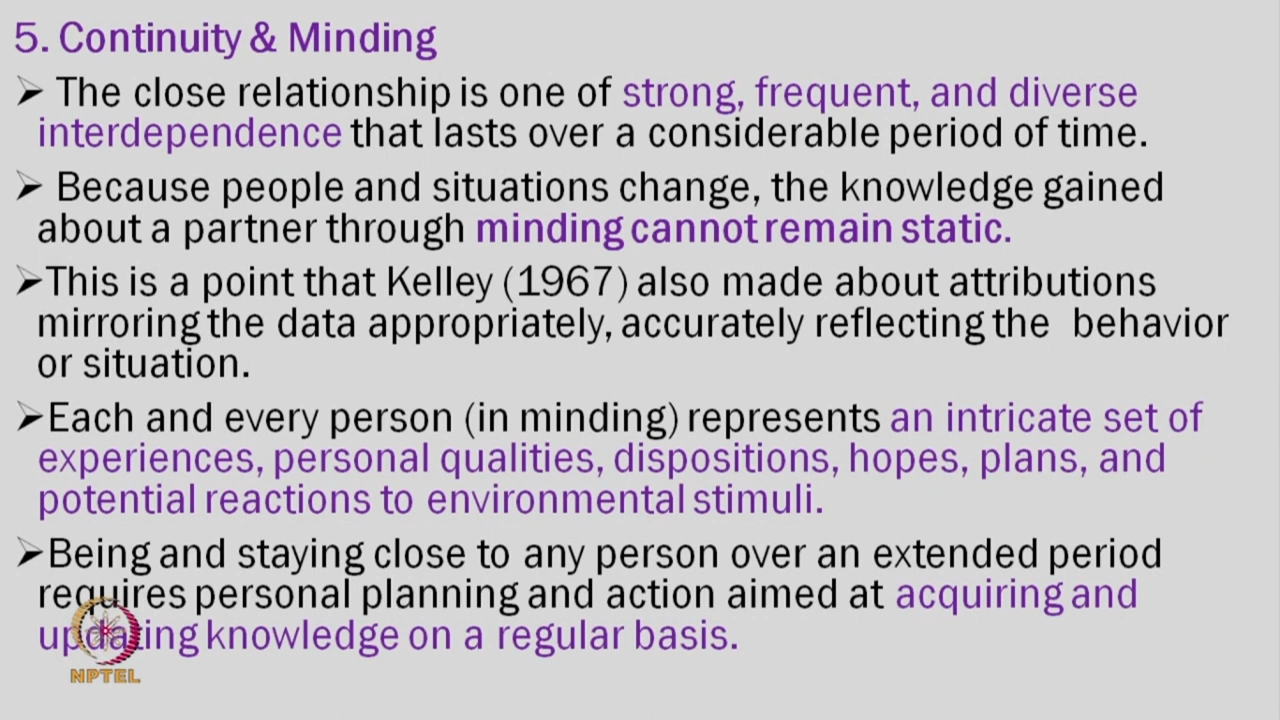 5. Continuity & Minding
➢ The close relationship is one of strong, frequent, and diverse
interdependence that lasts over a considerable period of time.
➢ Because people and situations change, the knowledge gained
about a partner through minding cannot remain static.
➢This is a point that Kelley (1967) also made about attributions
mirroring the data appropriately, accurately reflecting the behavior
or situation.
➢Each and every person (in minding) represents an intricate set of
experiences, personal qualities, dispositions, hopes, plans, and
potential reactions to environmental stimuli.
➢Being and staying close to any person over an extended period
requires personal planning and action aimed at acquiring and
updating knowledge on a regular basis.
NPTEL